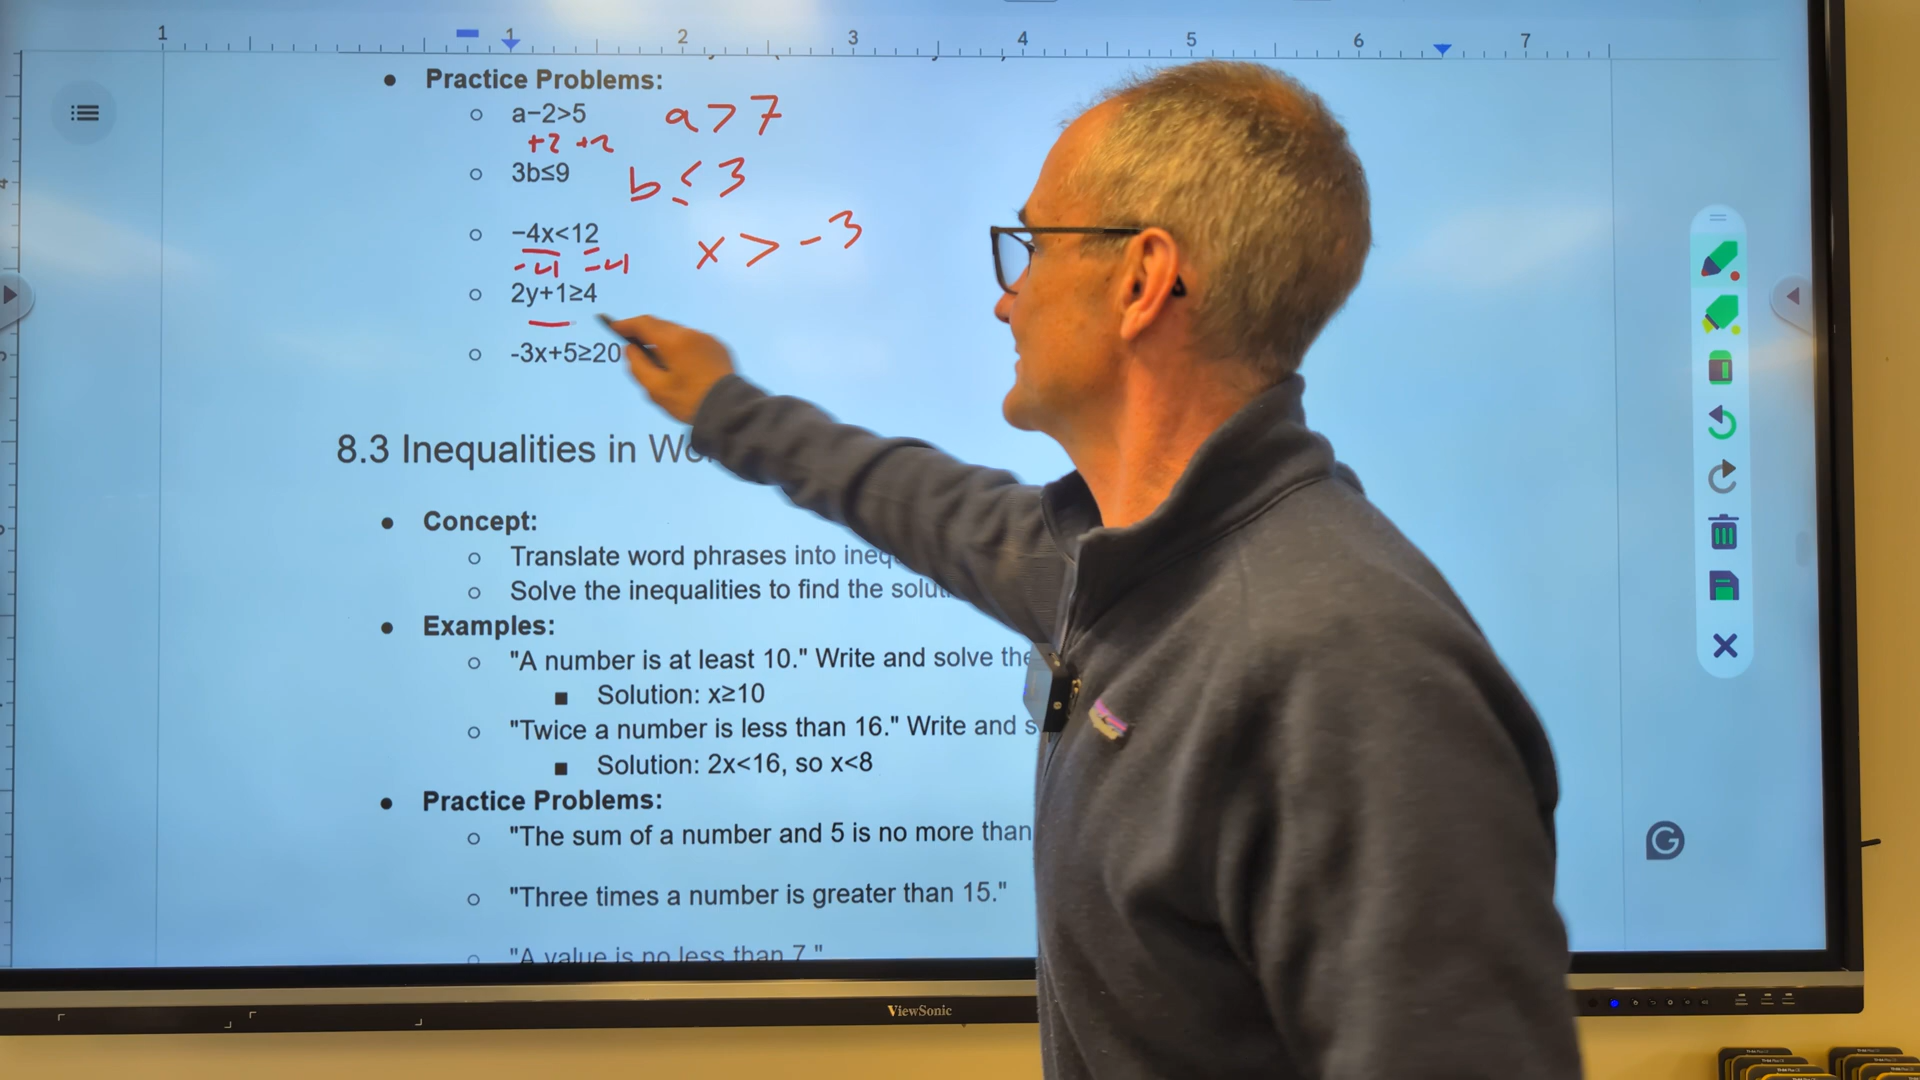 1 1 2 3 4 5 6 7
Practice Problems:
a−2>5 a > 7
+2 +2
3b≤9 b ≤ 3
−4x<12 x > -3
-4 -4
2y+1≥4
-3x+5≥20
8.3 Inequalities in Wo
Concept:
Translate word phrases into ineq
Solve the inequalities to find the solut
Examples:
"A number is at least 10." Write and solve the
Solution: x≥10
"Twice a number is less than 16." Write and s
Solution: 2x<16, so x<8
Practice Problems:
"The sum of a number and 5 is no more than
"Three times a number is greater than 15."
"A value is no less than 7."
ViewSonic